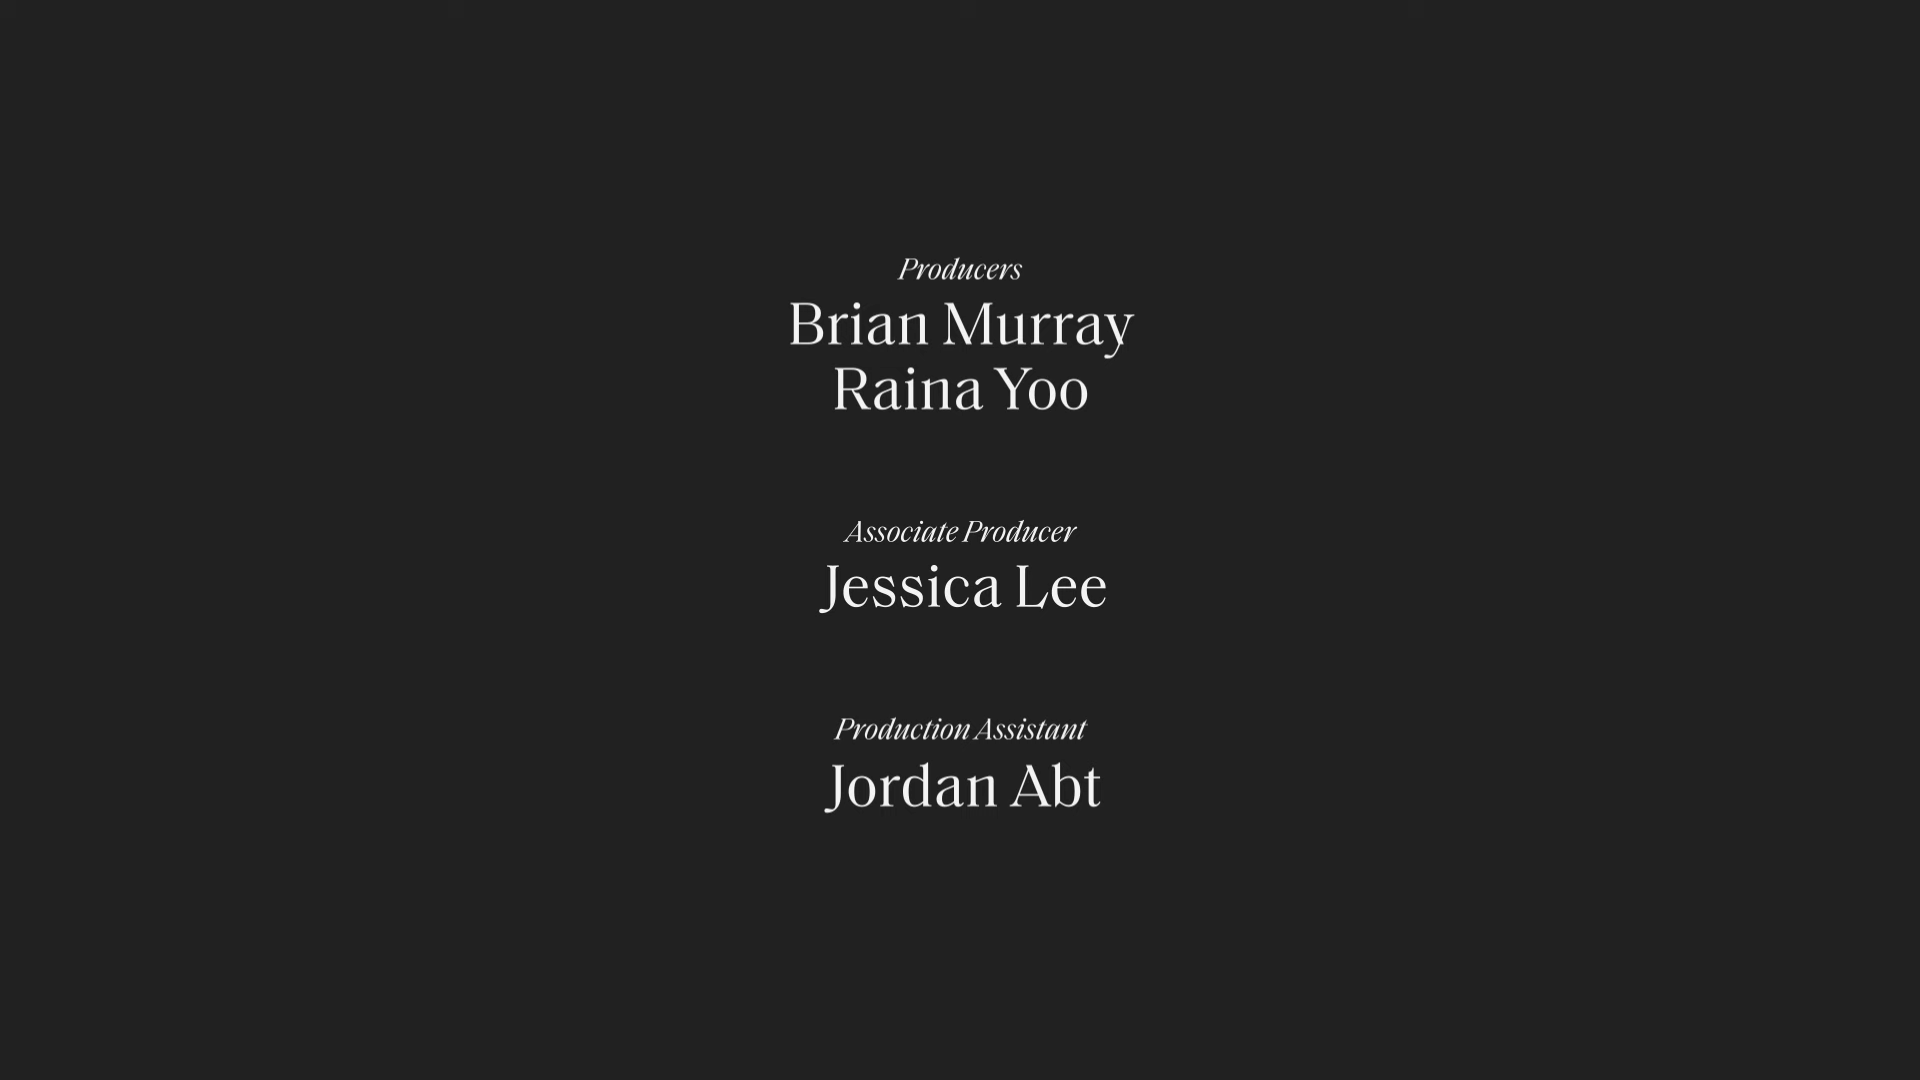 Producers
Brian Murray
Raina Yoo
Associate Producer
Jessica Lee
Production Assistant
Jordan Abt